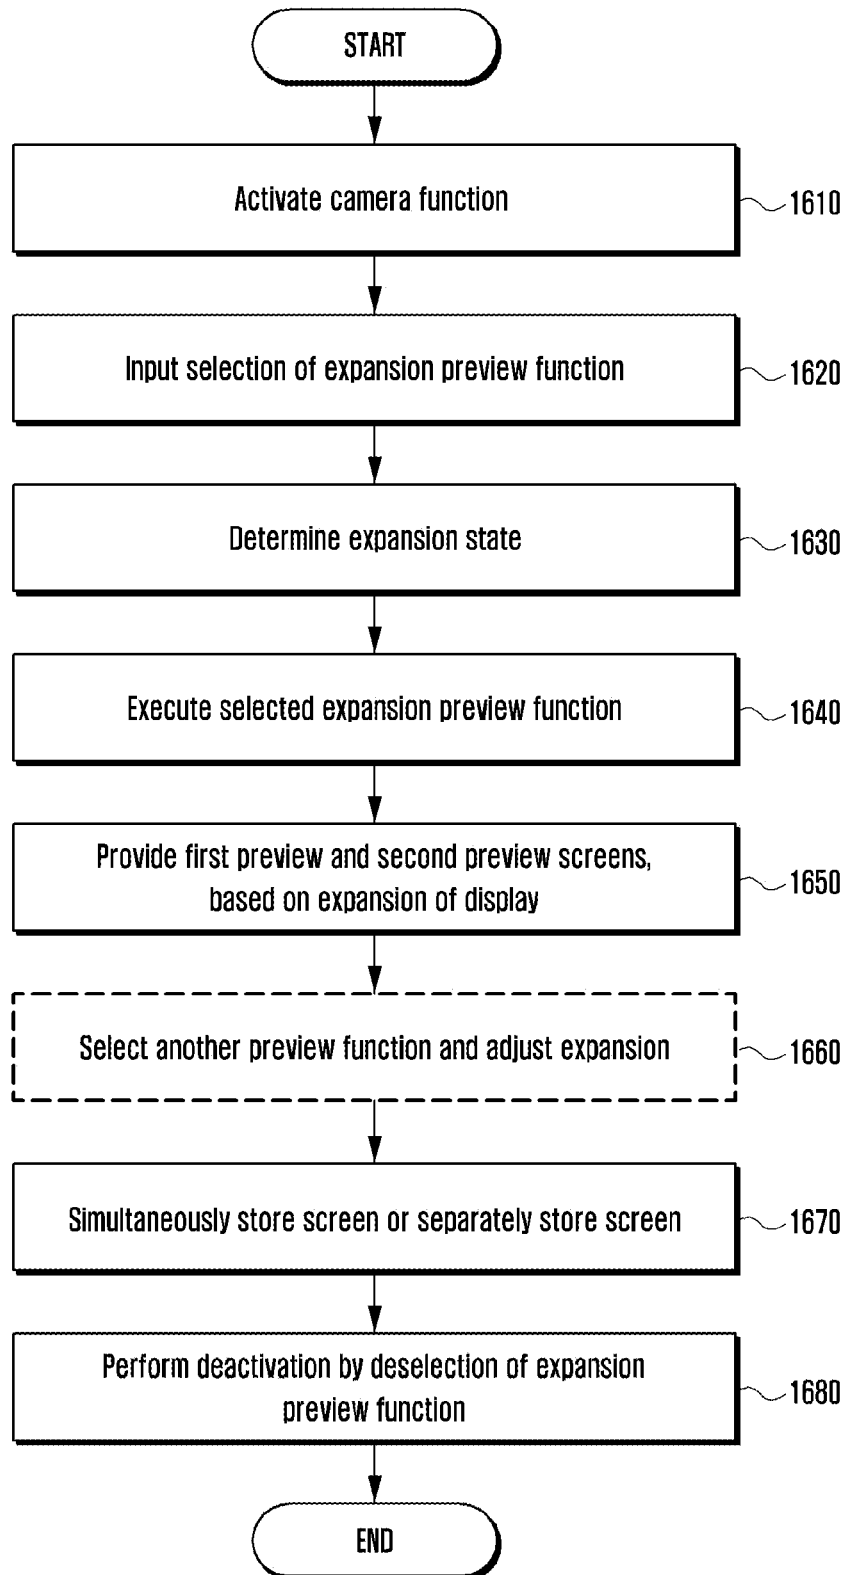 START
Activate camera function
1610
Input selection of expansion preview function
1620
Determine expansion state
1630
Execute selected expansion preview function
1640
Provide first preview and second preview screens,
based on expansion of display
1650
Select another preview function and adjust expansion
1660
Simultaneously store screen or separately store screen
1670
Perform deactivation by deselection of expansion
preview function
1680
END